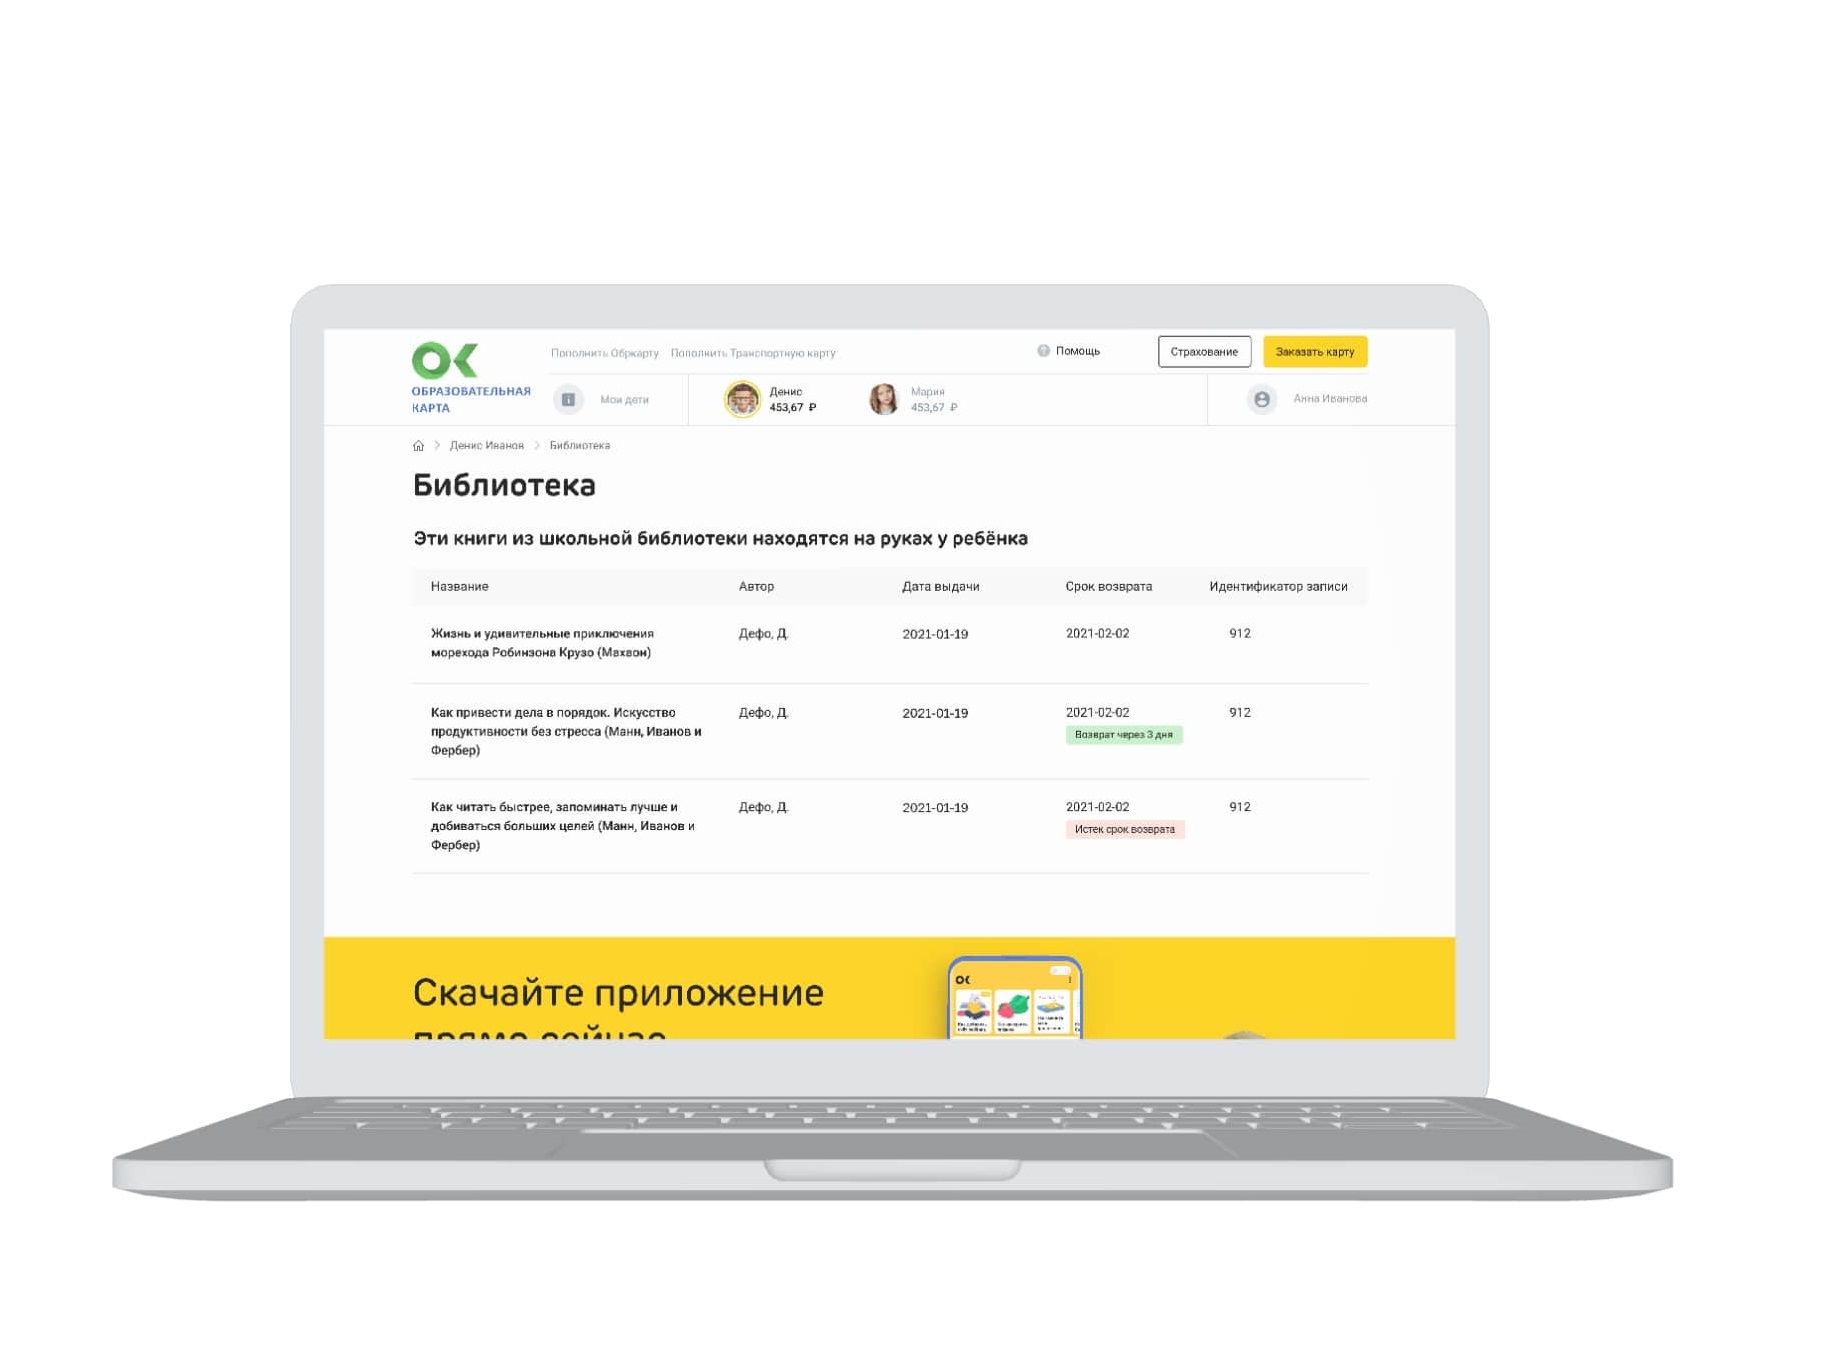 Пополнить Обркарту Пополнить Транспортную карту
Помощь
Страхование
Заказать карту
ОК
ОБРАЗОВАТЕЛЬНАЯ
КАРТА
Мои дети
Денис
453,67 ₽
Мария
453,67 ₽
Анна Иванова
Денис Иванов > Библиотека
Библиотека
Эти книги из школьной библиотеки находятся на руках у ребёнка
Название Автор Дата выдачи Срок возврата Идентификатор записи
Жизнь и удивительные приключения
морехода Робинзона Крузо (Махаон)
Дефо, Д. 2021-01-19 2021-02-02 912
Как привести дела в порядок. Искусство
продуктивности без стресса (Манн, Иванов и
Фербер)
Дефо, Д. 2021-01-19 2021-02-02 912
Возврат через 3 дня
Как читать быстрее, запоминать лучше и
добиваться больших целей (Манн, Иванов и
Фербер)
Дефо, Д. 2021-01-19 2021-02-02 912
Истек срок возврата
Скачайте приложение
прямо сейчас
ОК